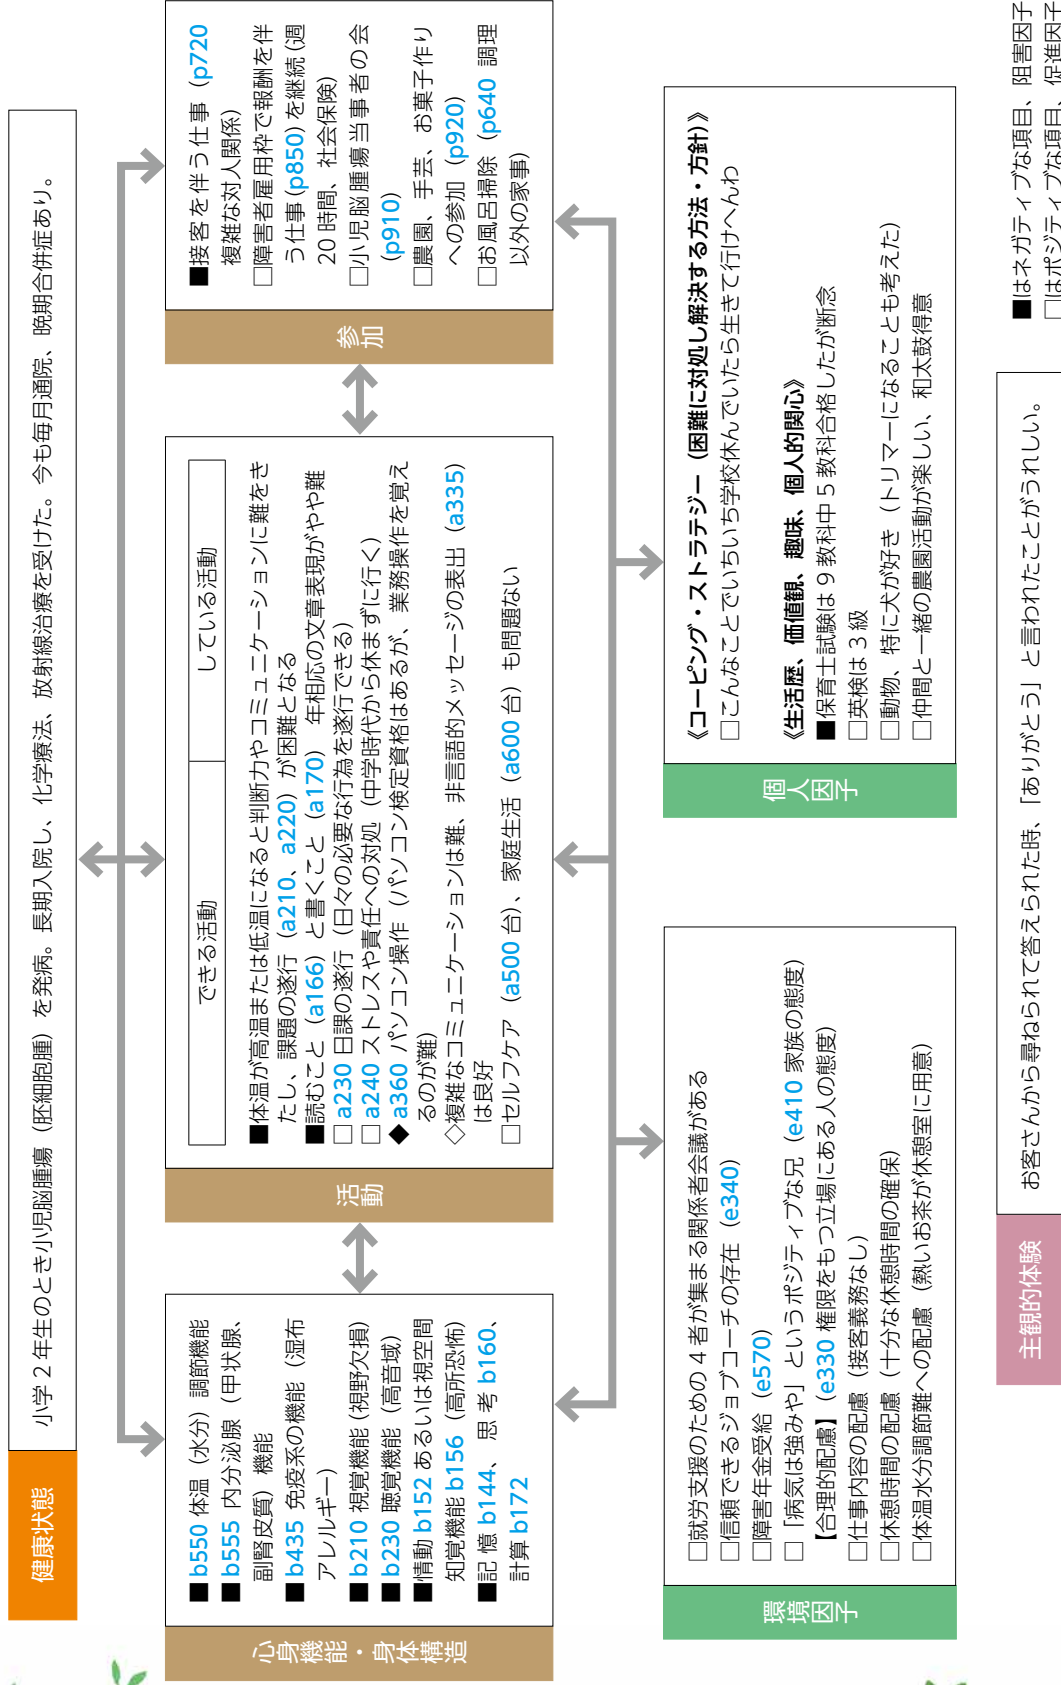 健康状態
小学 2 年生のとき小児脳腫瘍（胚細胞腫）を発病。長期入院し、化学療法、放射線治療を受けた。今も毎月通院、晩期合併症あり。
心身機能・身体構造
■b550 体温（水分）調節機能
■b555 内分泌腺（甲状腺、
副腎皮質）機能
■b435 免疫系の機能（湿布
アレルギー）
■b210 視覚機能（視野欠損）
■b230 聴覚機能（高音域）
■情動 b152 あるいは視空間
知覚機能 b156（高所恐怖）
■記憶 b144、思考 b160、
計算 b172
活動
できる活動
している活動
■体温が高温または低温になると判断力やコミュニケーションに難をき
たし、課題の遂行（a210、a220）が困難となる
■読むこと（a166）と書くこと（a170） 年相応の文章表現がやや難
□ a230 日課の遂行（日々の必要な行為を遂行できる）
□ a240 ストレスや責任への対処（中学時代から休まずに行く）
◆ a360 パソコン操作（パソコン検定資格はあるが、業務操作を覚え
るのが難）
◇複雑なコミュニケーションは難、非言語的メッセージの表出（a335）
は良好
□セルフケア（a500 台）、家庭生活（a600 台）も問題ない
参加
■接客を伴う仕事（p720
複雑な対人関係）
□障害者雇用枠で報酬を伴
う仕事（p850）を継続（週
20 時間、社会保険）
□小児脳腫瘍当事者の会
（p910）
□農園、手芸、お菓子作り
への参加（p920）
□お風呂掃除（p640 調理
以外の家事）
環境因子
□就労支援のための 4 者が集まる関係者会議がある
□信頼できるジョブコーチの存在（e340）
□障害年金受給（e570）
□「病気は強みや」というポジティブな兄（e410 家族の態度）
【合理的配慮】（e330 権限をもつ立場にある人の態度）
□仕事内容の配慮（接客義務なし）
□休憩時間の配慮（十分な休憩時間の確保）
□体温水分調節難への配慮（熱いお茶が休憩室に用意）
個人因子
《コーピング・ストラテジー（困難に対処し解決する方法・方針）》
□こんなことでいちいち学校休んでいたら生きて行けへんわ
《生活歴、価値観、趣味、個人的関心》
■保育士試験は 9 教科中 5 教科合格したが断念
□英検は 3 級
□動物、特に犬が好き（トリマーになることも考えた）
□仲間と一緒の農園活動が楽しい、和太鼓得意
主観的体験
お客さんから尋ねられて答えられた時、「ありがとう」と言われたことがうれしい。
■はネガティブな項目、阻害因子
□はポジティブな項目、促進因子